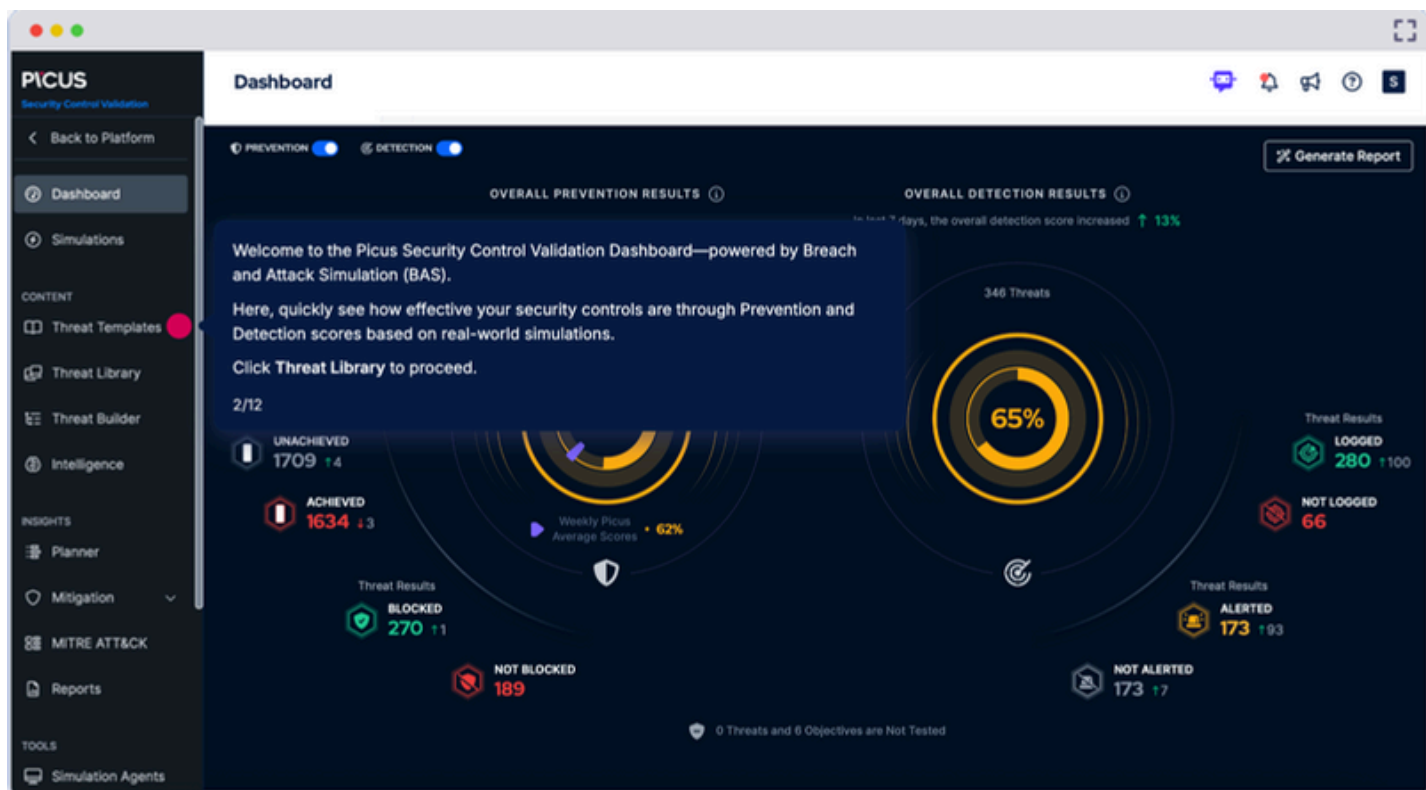 PICUS
Security Control Validation
Back to Platform
Dashboard
Simulations
CONTENT
Threat Templates
Threat Library
Threat Builder
Intelligence
INSIGHTS
Planner
Mitigation
MITRE ATT&CK
Reports
TOOLS
Simulation Agents
Dashboard
S
PREVENTION
DETECTION
Generate Report
OVERALL PREVENTION RESULTS
OVERALL DETECTION RESULTS
In last 7 days, the overall detection score increased ↑ 13%
Welcome to the Picus Security Control Validation Dashboard—powered by Breach
and Attack Simulation (BAS).
Here, quickly see how effective your security controls are through Prevention and
Detection scores based on real-world simulations.
Click Threat Library to proceed.
2/12
UNACHIEVED
1709 ↑4
ACHIEVED
1634 ↓3
Weekly Picus
Average Scores • 62%
Threat Results
BLOCKED
270 ↑1
NOT BLOCKED
189
346 Threats
65%
Threat Results
LOGGED
280 ↑100
NOT LOGGED
66
Threat Results
ALERTED
173 ↑93
NOT ALERTED
173 ↑7
0 Threats and 6 Objectives are Not Tested